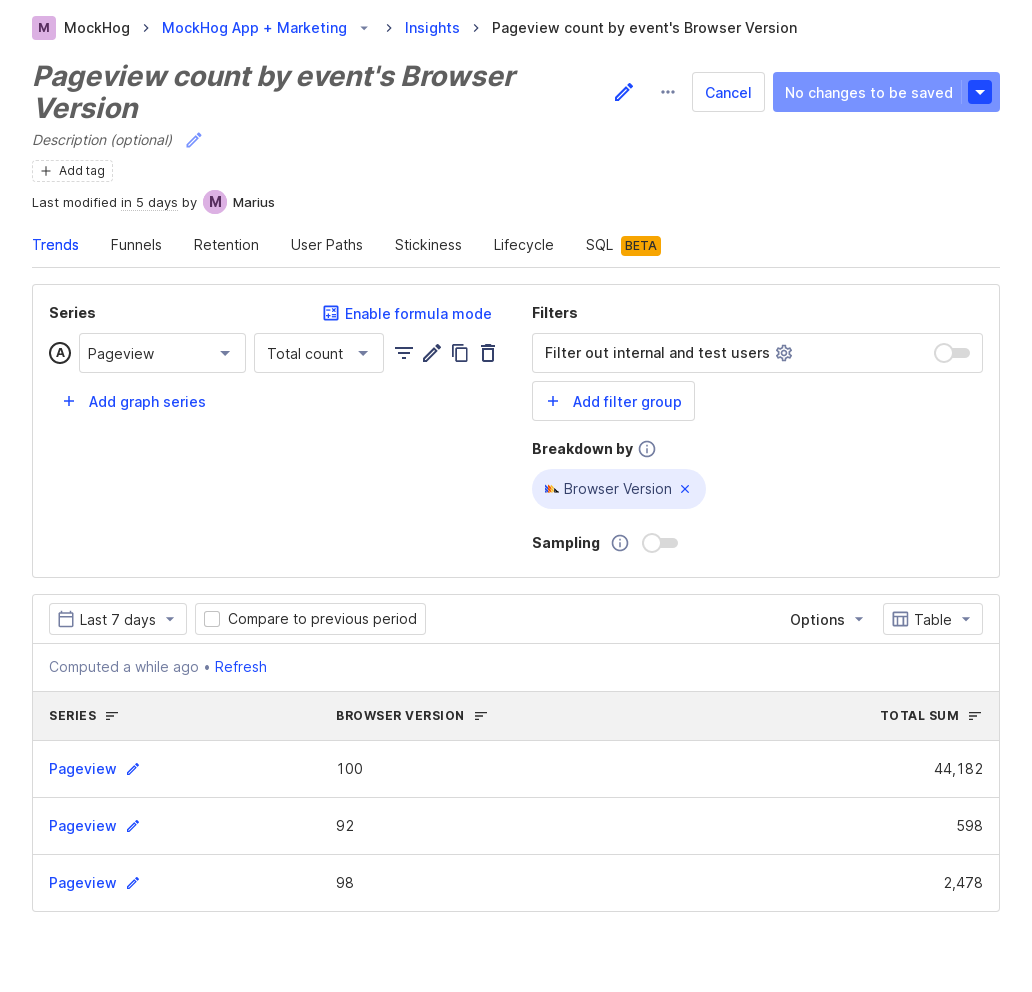 M MockHog MockHog App + Marketing Insights Pageview count by event's Browser Version
Pageview count by event's Browser
Version
Cancel
No changes to be saved
Description (optional)
Add tag
Last modified in 5 days by M Marius
Trends Funnels Retention User Paths Stickiness Lifecycle SQL BETA
Series
Enable formula mode
A Pageview Total count
Add graph series
Filters
Filter out internal and test users
Add filter group
Breakdown by
Browser Version
Sampling
Last 7 days Compare to previous period Options Table
Computed a while ago • Refresh
SERIES BROWSER VERSION TOTAL SUM
Pageview 100 44,182
Pageview 92 598
Pageview 98 2,478